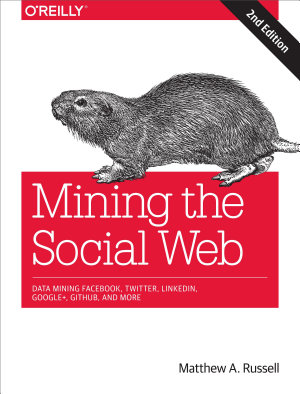 O'REILLY®
2nd Edition
Mining the
Social Web
DATA MINING FACEBOOK, TWITTER, LINKEDIN,
GOOGLE+, GITHUB, AND MORE
Matthew A. Russell